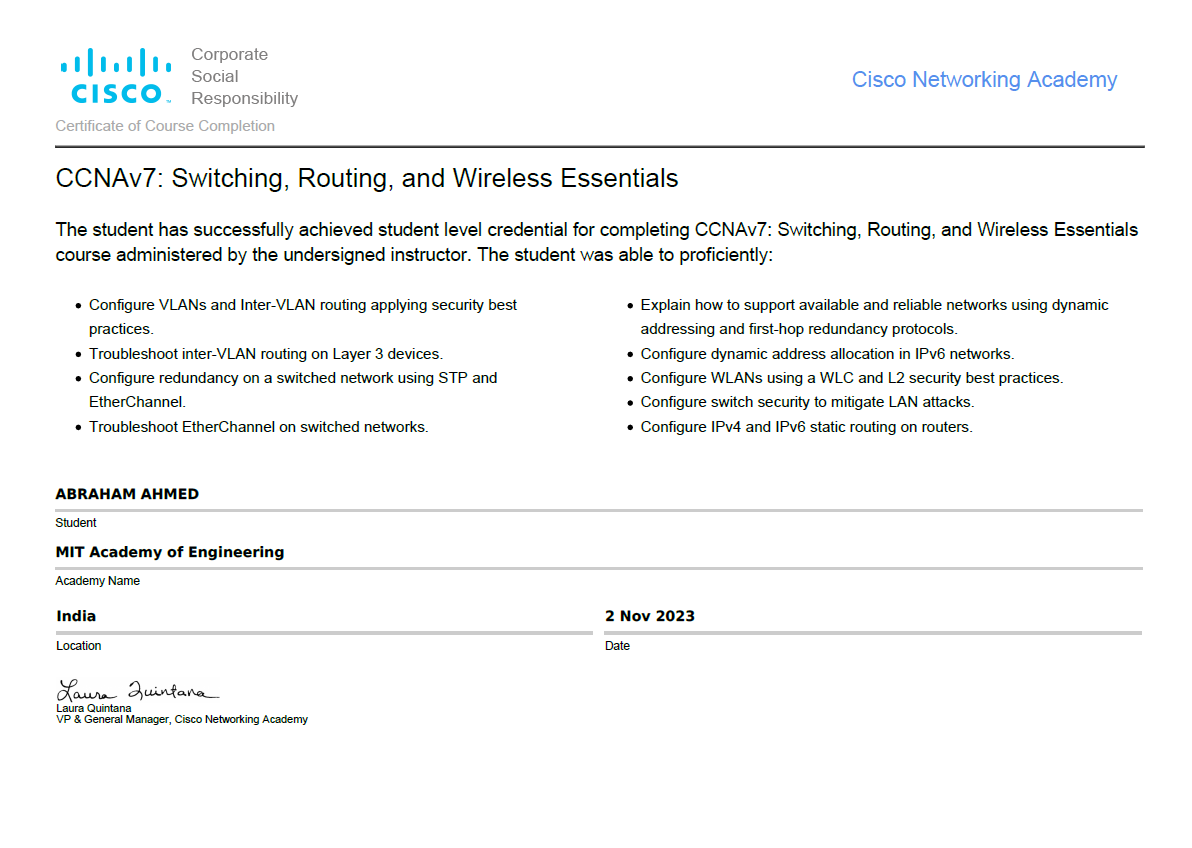 CISCO
Corporate
Social
Responsibility
Cisco Networking Academy
Certificate of Course Completion
CCNAv7: Switching, Routing, and Wireless Essentials
The student has successfully achieved student level credential for completing CCNAv7: Switching, Routing, and Wireless Essentials
course administered by the undersigned instructor. The student was able to proficiently:
• Configure VLANs and Inter-VLAN routing applying security best
practices.
• Troubleshoot inter-VLAN routing on Layer 3 devices.
• Configure redundancy on a switched network using STP and
EtherChannel.
• Troubleshoot EtherChannel on switched networks.
• Explain how to support available and reliable networks using dynamic
addressing and first-hop redundancy protocols.
• Configure dynamic address allocation in IPv6 networks.
• Configure WLANs using a WLC and L2 security best practices.
• Configure switch security to mitigate LAN attacks.
• Configure IPv4 and IPv6 static routing on routers.
ABRAHAM AHMED
Student
MIT Academy of Engineering
Academy Name
India
Location
2 Nov 2023
Date
Laura Quintana
Laura Quintana
VP & General Manager, Cisco Networking Academy